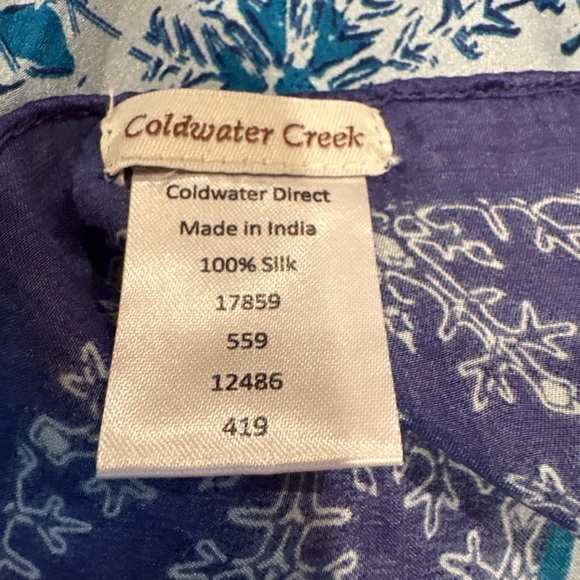 Coldwater Creek
Coldwater Direct
Made in India
100% Silk
17859
559
12486
419